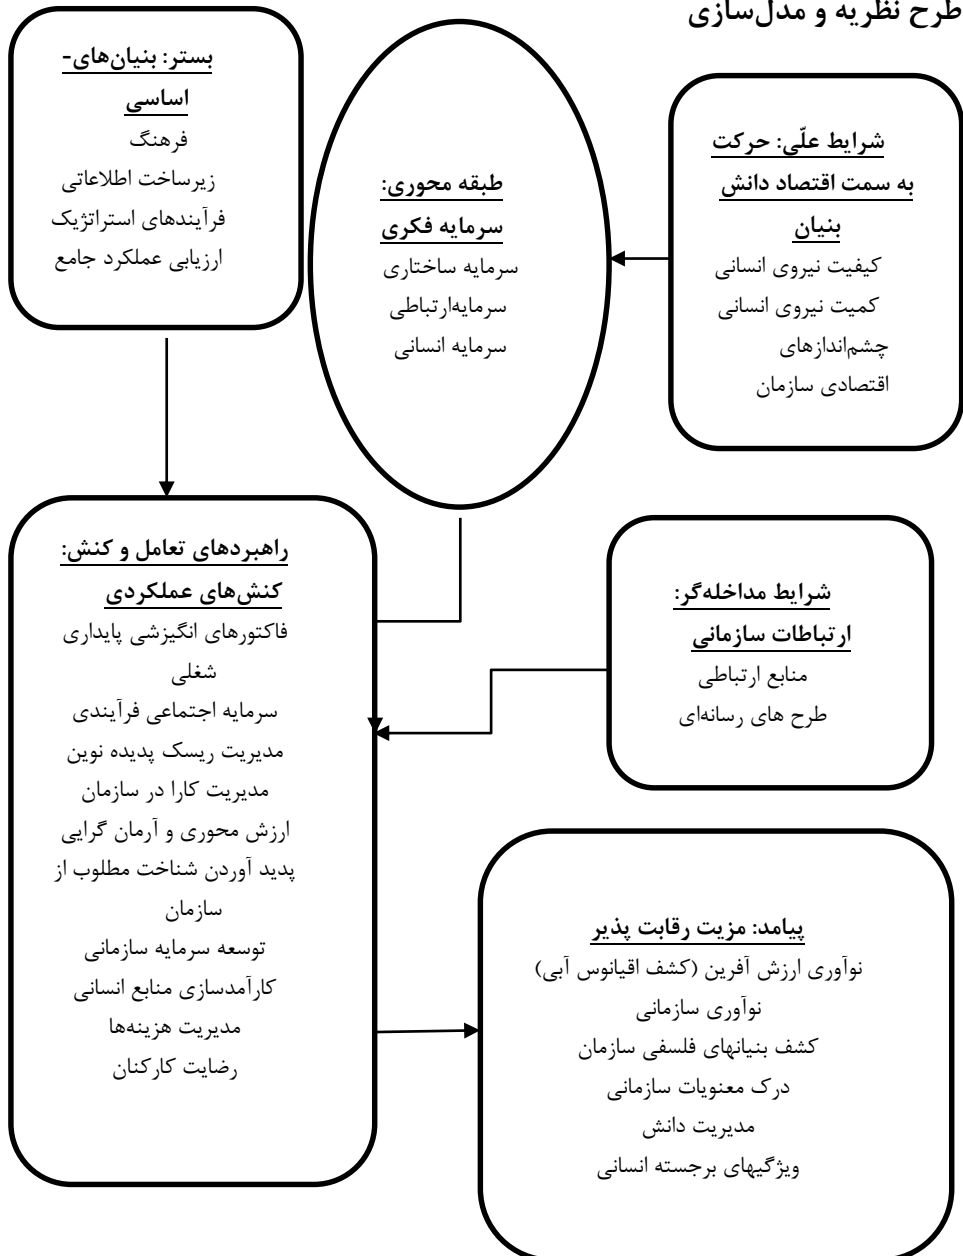 طرح نظریه و مدل‌سازی
شرایط علّی: حرکت
به سمت اقتصاد دانش
بنیان
کیفیت نیروی انسانی
کمیت نیروی انسانی
چشم‌اندازهای
اقتصادی سازمان
طبقه محوری:
سرمایه فکری
سرمایه ساختاری
سرمایه‌ارتباطی
سرمایه انسانی
بستر: بنیان‌های-
اساسی
فرهنگ
زیرساخت اطلاعاتی
فرآیندهای استراتژیک
ارزیابی عملکرد جامع
شرایط مداخله‌گر:
ارتباطات سازمانی
منابع ارتباطی
طرح های رسانه‌ای
راهبردهای تعامل و کنش:
کنش‌های عملکردی
فاکتورهای انگیزشی پایداری
شغلی
سرمایه اجتماعی فرآیندی
مدیریت ریسک پدیده نوین
مدیریت کارا در سازمان
ارزش محوری و آرمان گرایی
پدید آوردن شناخت مطلوب از
سازمان
توسعه سرمایه سازمانی
کارآمدسازی منابع انسانی
مدیریت هزینه‌ها
رضایت کارکنان
پیامد: مزیت رقابت پذیر
نوآوری ارزش آفرین (کشف اقیانوس آبی)
نوآوری سازمانی
کشف بنیانهای فلسفی سازمان
درک معنویات سازمانی
مدیریت دانش
ویژگیهای برجسته انسانی